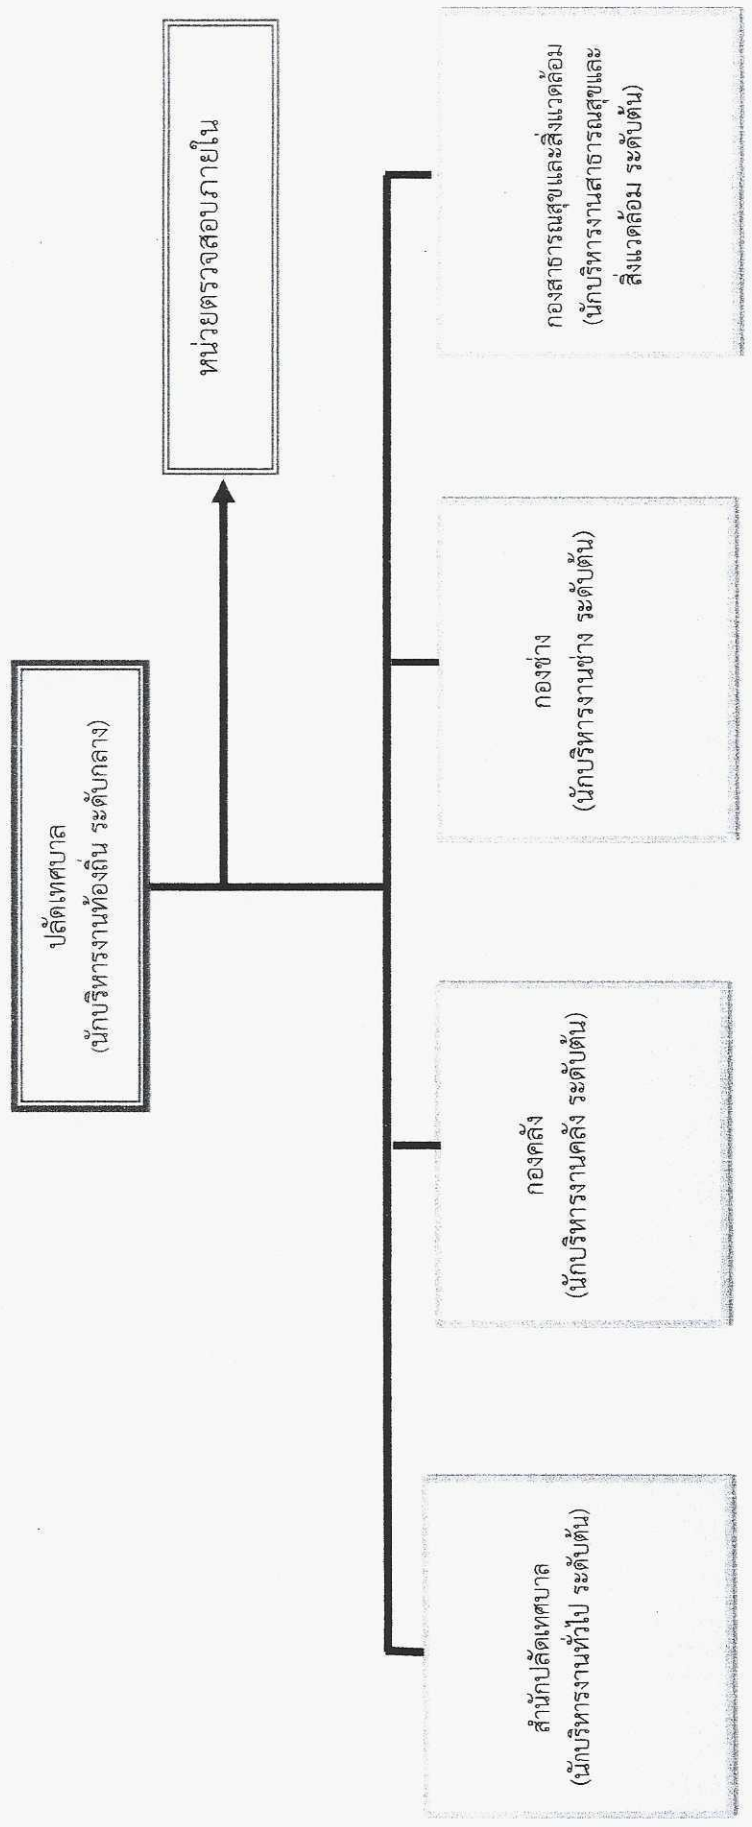 ปลัดเทศบาล
(นักบริหารงานท้องถิ่น ระดับกลาง)
หน่วยตรวจสอบภายใน
สำนักปลัดเทศบาล
(นักบริหารงานทั่วไป ระดับต้น)
กองคลัง
(นักบริหารงานคลัง ระดับต้น)
กองช่าง
(นักบริหารงานช่าง ระดับต้น)
กองสาธารณสุขและสิ่งแวดล้อม
(นักบริหารงานสาธารณสุขและ
สิ่งแวดล้อม ระดับต้น)